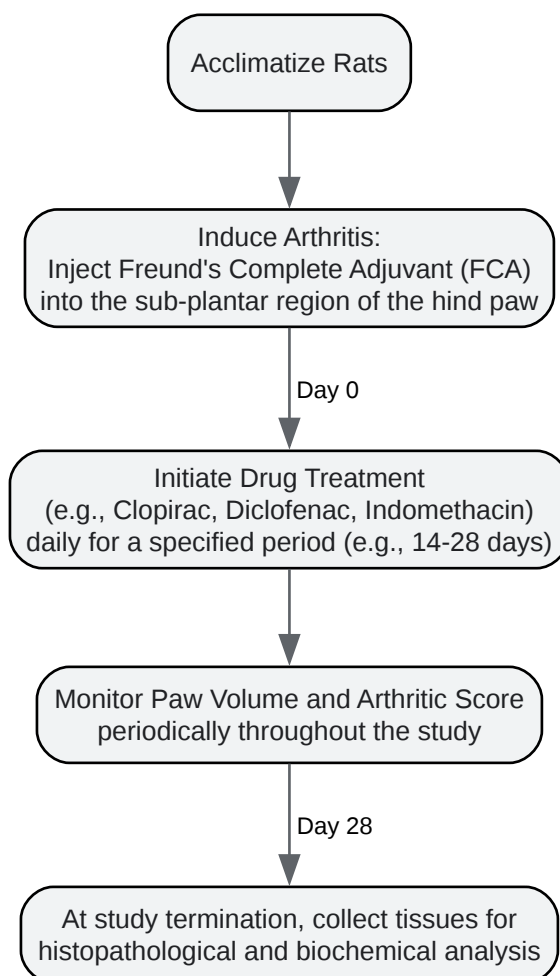 Acclimatize Rats
Induce Arthritis:
Inject Freund's Complete Adjuvant (FCA)
into the sub-plantar region of the hind paw
Day 0
Initiate Drug Treatment
(e.g., Clopirac, Diclofenac, Indomethacin)
daily for a specified period (e.g., 14-28 days)
Monitor Paw Volume and Arthritic Score
periodically throughout the study
Day 28
At study termination, collect tissues for
histopathological and biochemical analysis